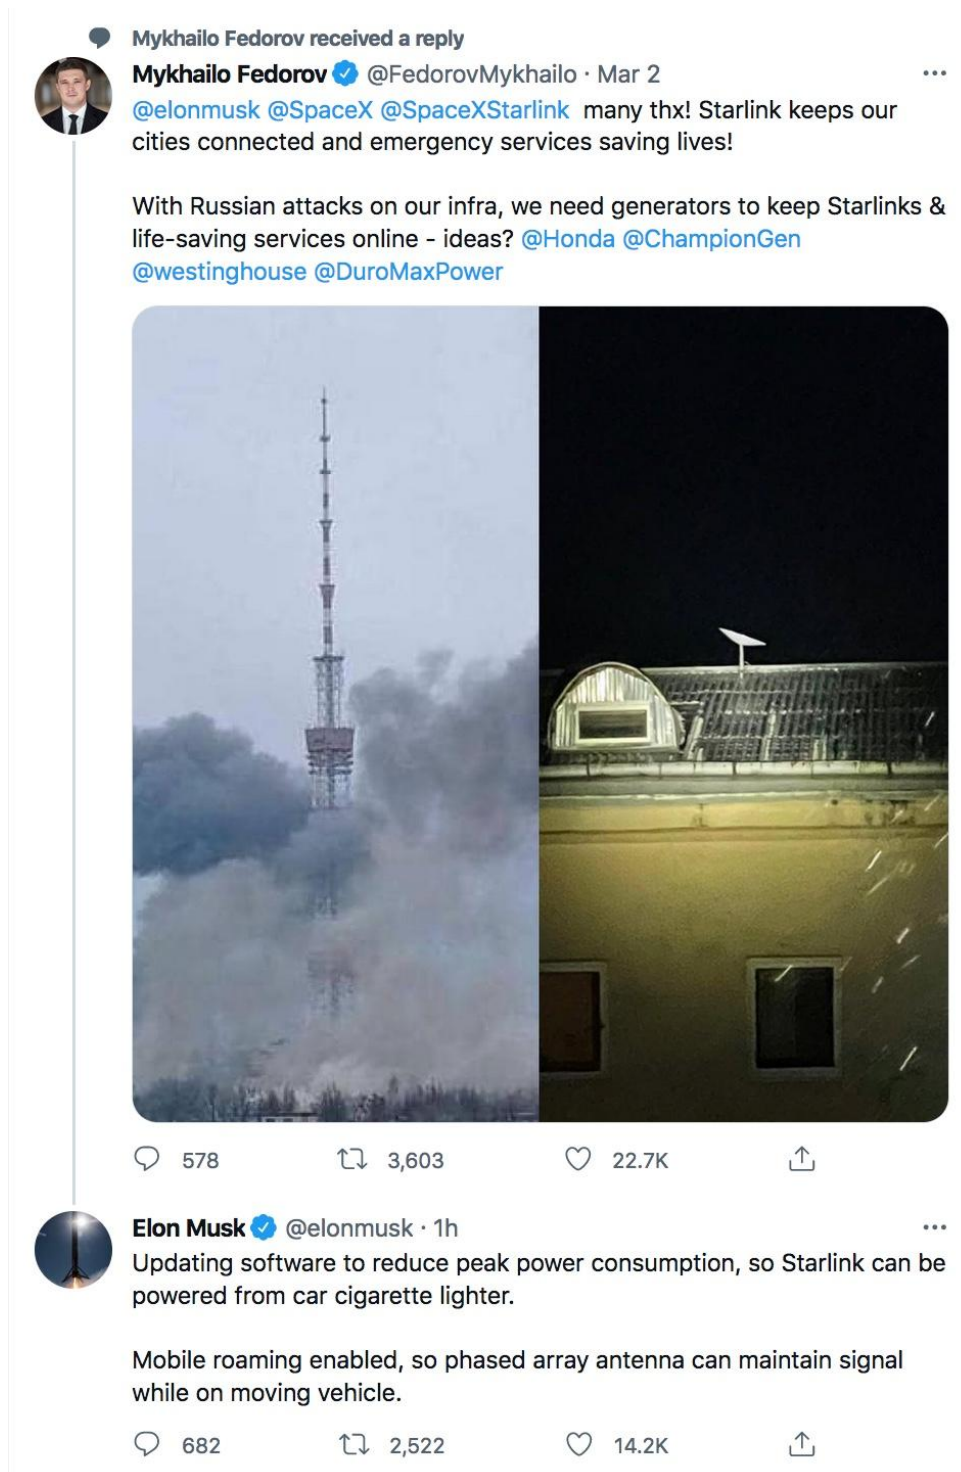 Mykhailo Fedorov received a reply
Mykhailo Fedorov @FedorovMykhailo · Mar 2
@elonmusk @SpaceX @SpaceXStarlink many thx! Starlink keeps our
cities connected and emergency services saving lives!
With Russian attacks on our infra, we need generators to keep Starlinks &
life-saving services online - ideas? @Honda @ChampionGen
@westinghouse @DuroMaxPower
578 3,603 22.7K
Elon Musk @elonmusk · 1h
Updating software to reduce peak power consumption, so Starlink can be
powered from car cigarette lighter.
Mobile roaming enabled, so phased array antenna can maintain signal
while on moving vehicle.
682 2,522 14.2K